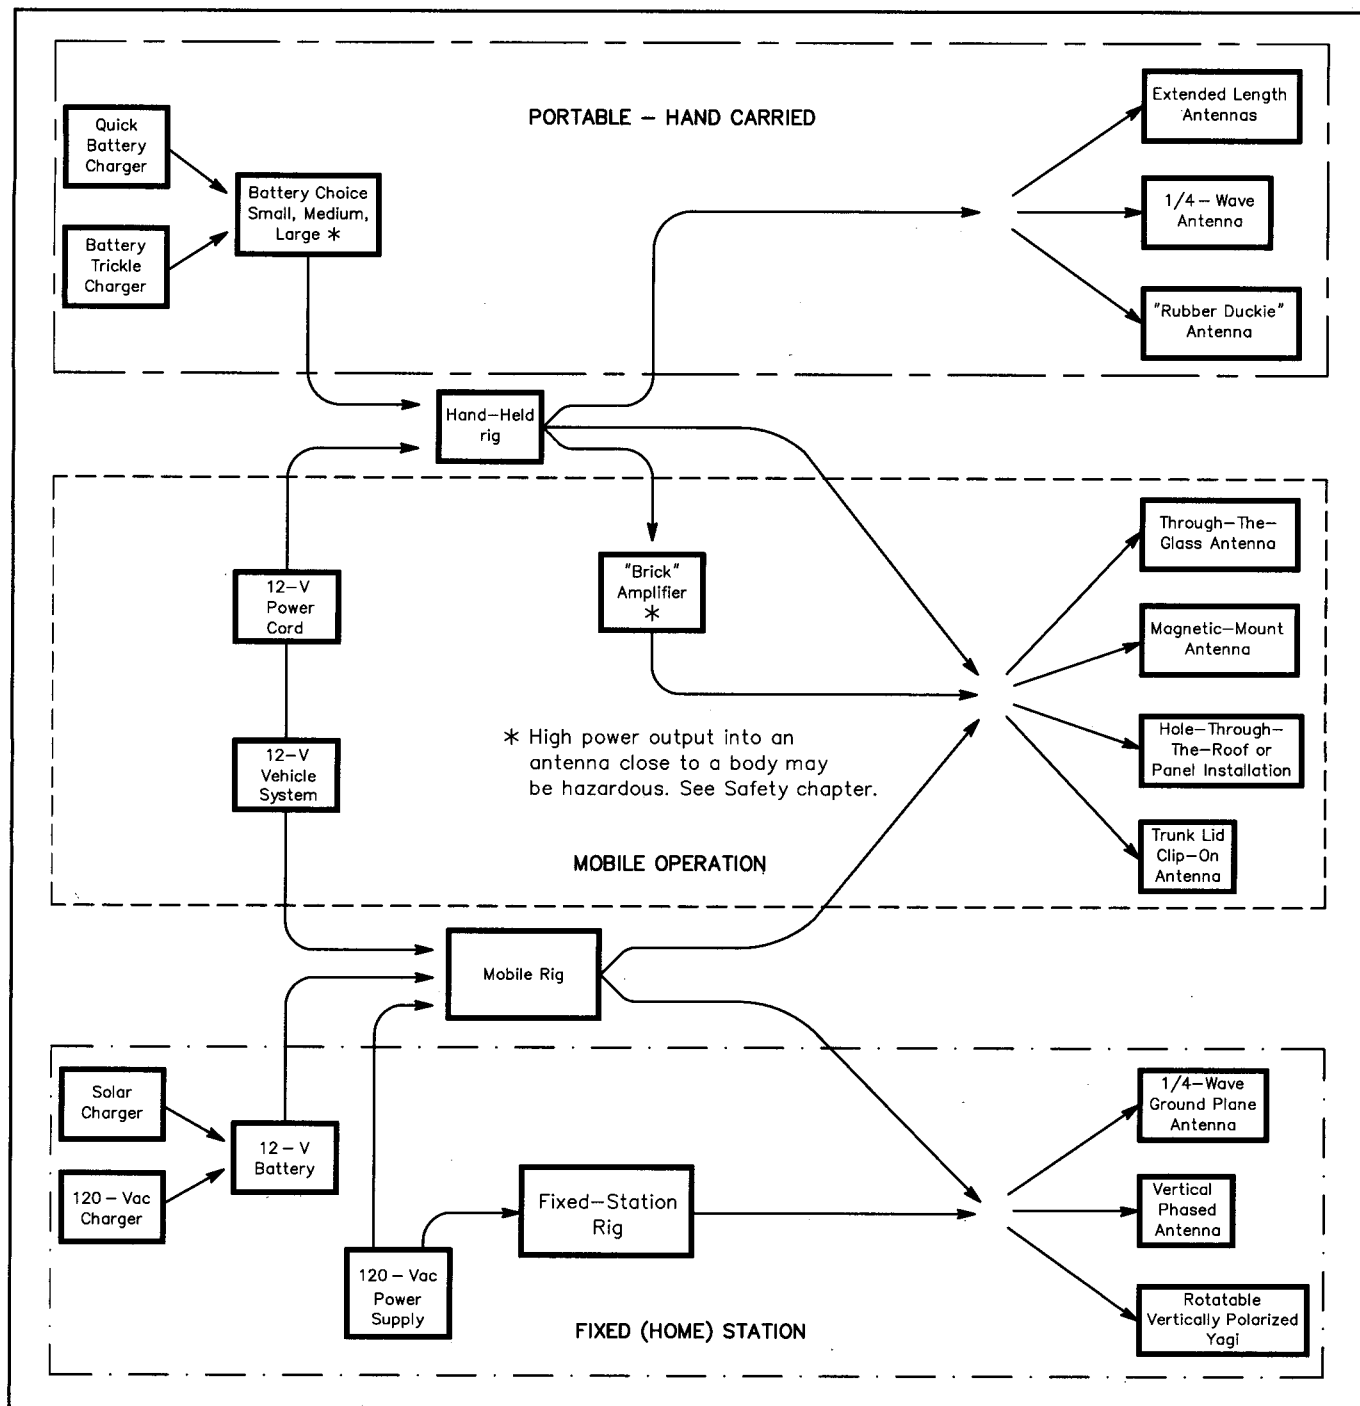 PORTABLE – HAND CARRIED
Quick
Battery
Charger
Battery
Trickle
Charger
Battery Choice
Small, Medium,
Large *
Extended Length
Antennas
1/4-Wave
Antenna
"Rubber Duckie"
Antenna
Hand-Held
rig
12-V
Power
Cord
"Brick"
Amplifier
*
12-V
Vehicle
System
Through-The-
Glass Antenna
Magnetic-Mount
Antenna
Hole-Through-
The-Roof or
Panel Installation
Trunk Lid
Clip-On
Antenna
* High power output into an
antenna close to a body may
be hazardous. See Safety chapter.
MOBILE OPERATION
Mobile Rig
Solar
Charger
120-Vac
Charger
12-V
Battery
120-Vac
Power
Supply
Fixed-Station
Rig
1/4-Wave
Ground Plane
Antenna
Vertical
Phased
Antenna
Rotatable
Vertically Polarized
Yagi
FIXED (HOME) STATION